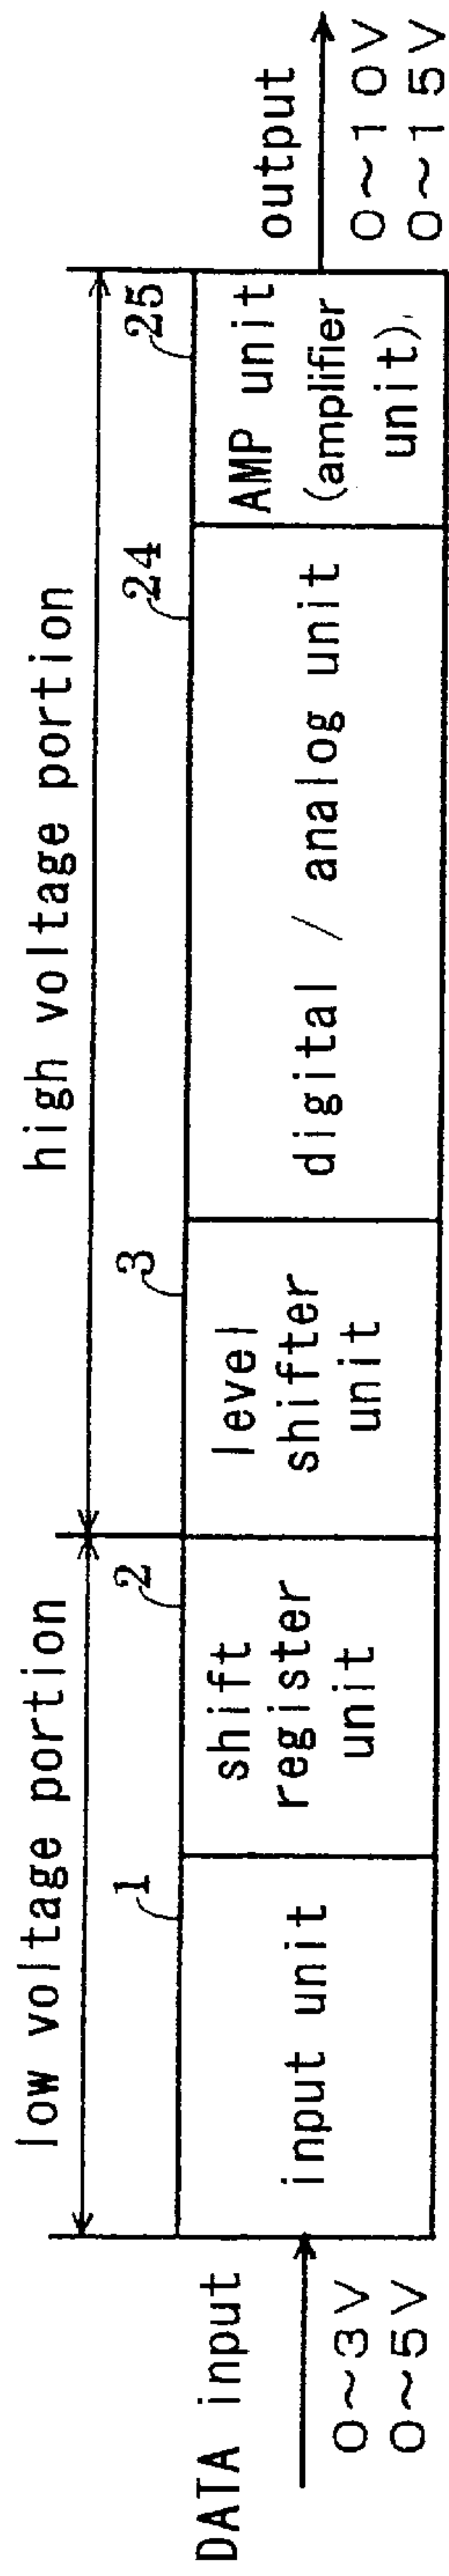 low voltage portion
high voltage portion
1
2
3
24
25
DATA input
0~3V
0~5V
input unit
shift
register
unit
level
shifter
unit
digital / analog unit
AMP unit
(amplifier
unit)
output
0~10V
0~15V